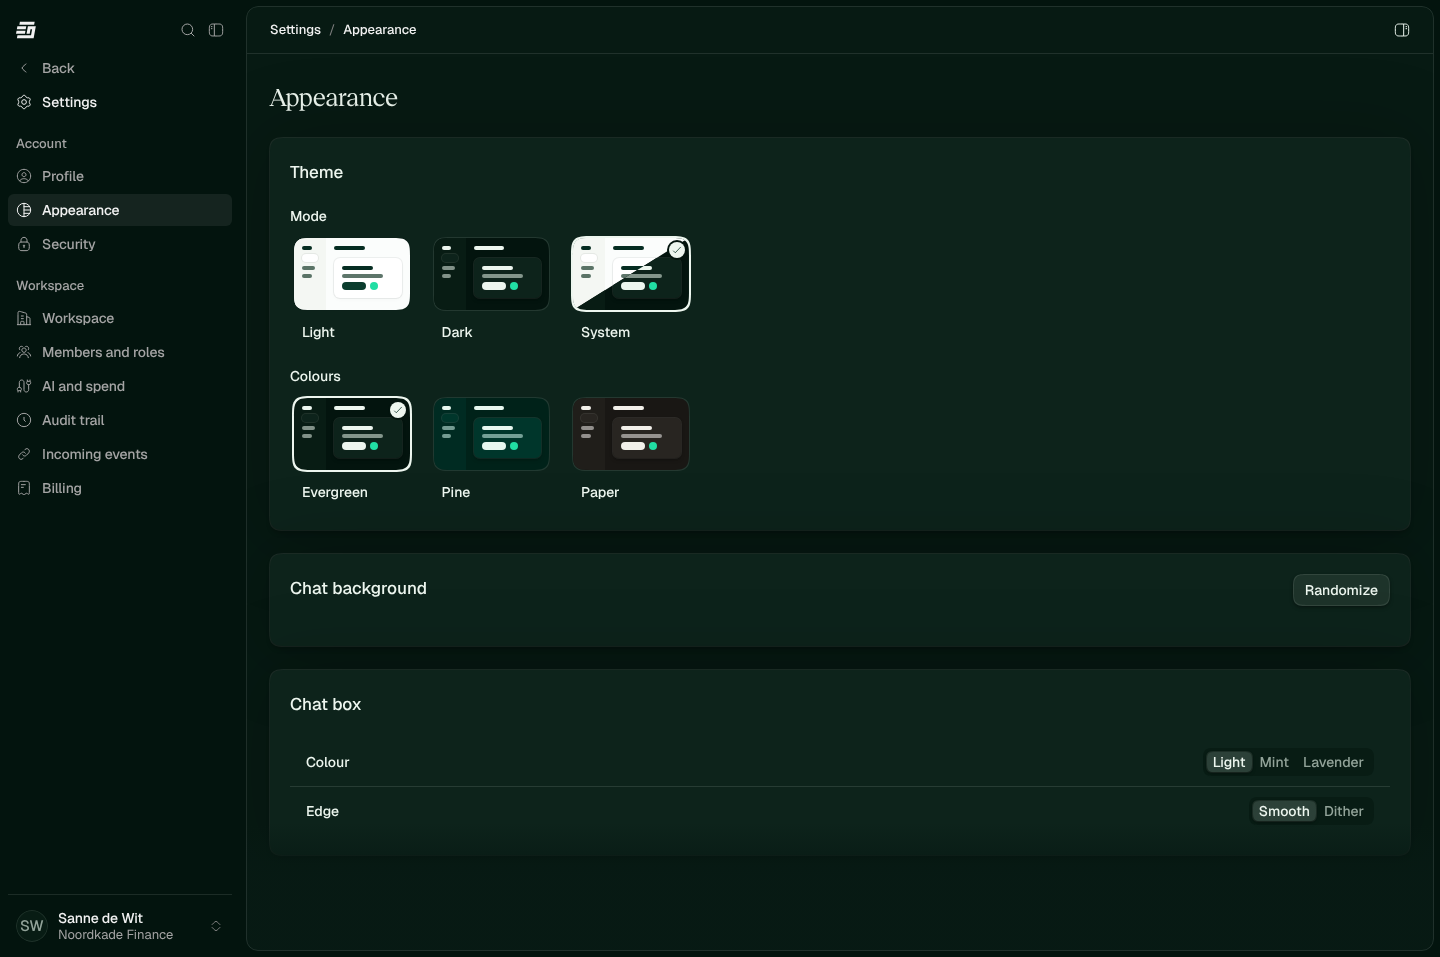 Back
Settings
Account
Profile
Appearance
Security
Workspace
Workspace
Members and roles
AI and spend
Audit trail
Incoming events
Billing
SW
Sanne de Wit
Noordkade Finance
Settings / Appearance
Appearance
Theme
Mode
Light
Dark
System
Colours
Evergreen
Pine
Paper
Chat background
Randomize
Chat box
Colour
Light Mint Lavender
Edge
Smooth Dither